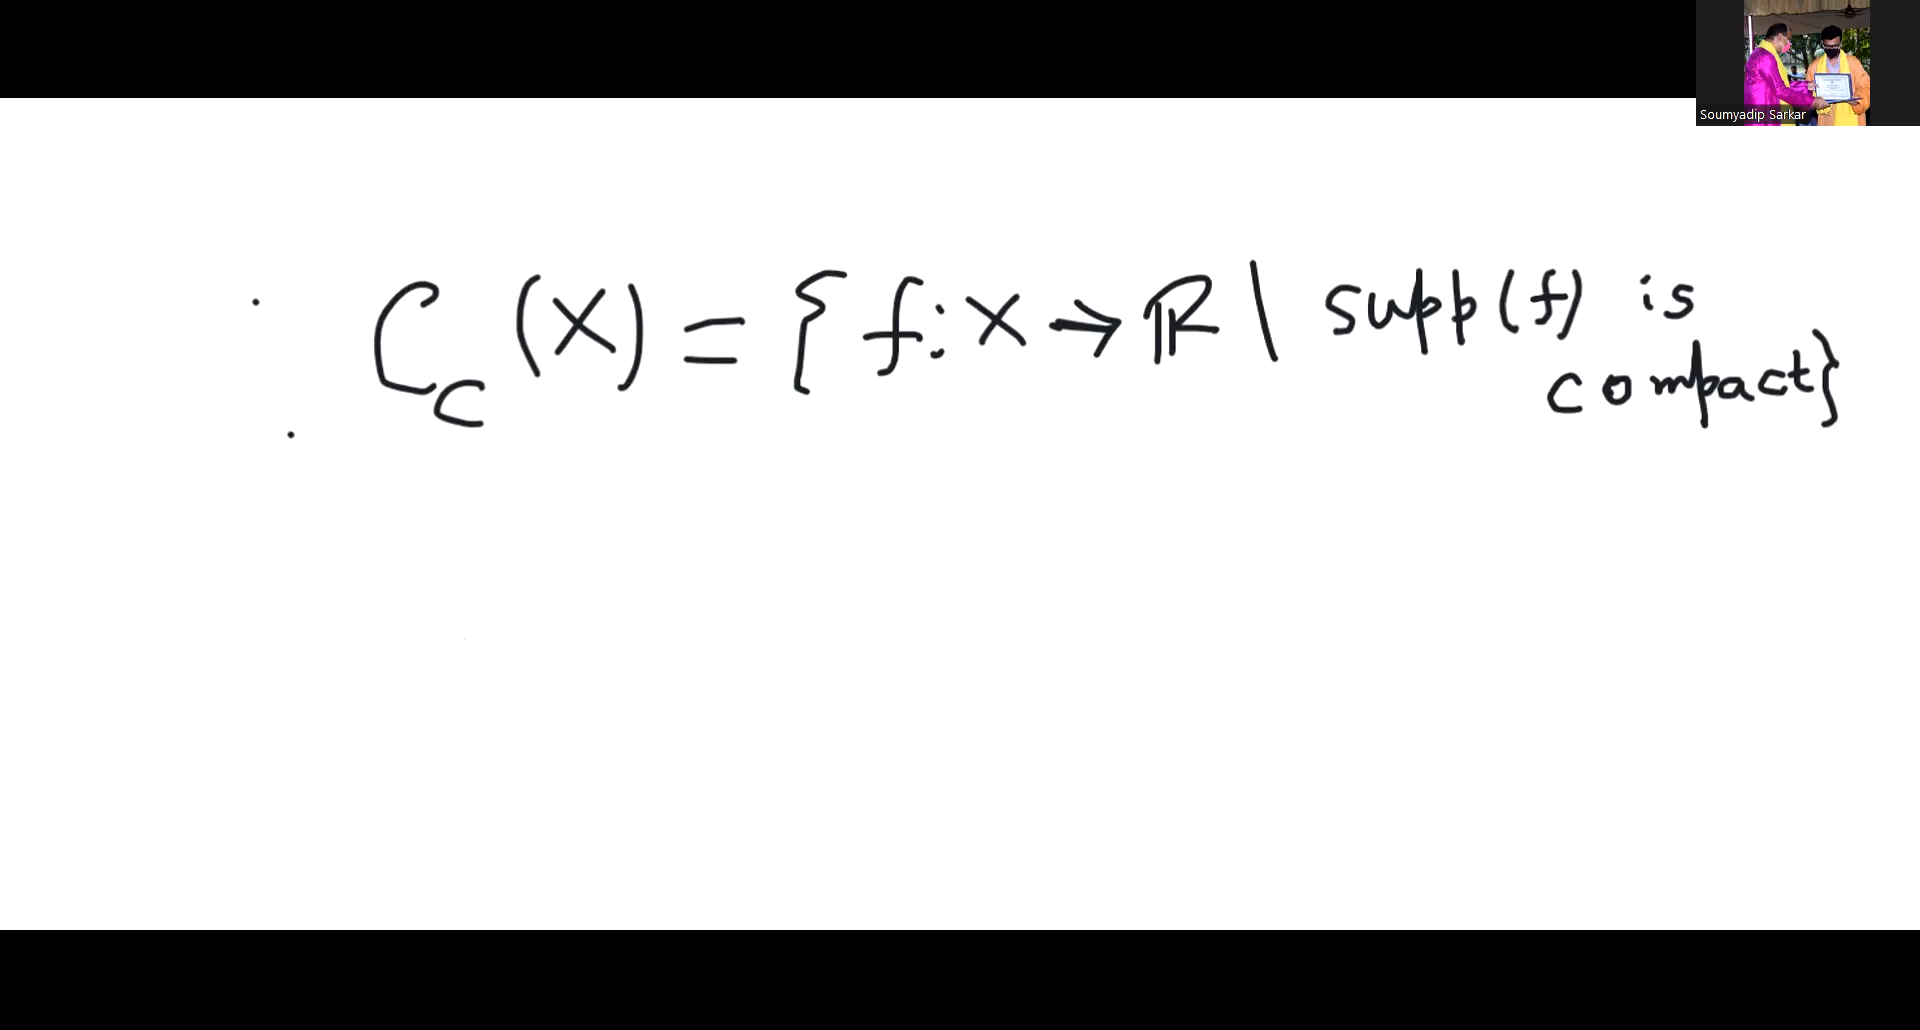 Soumyadip Sarkar
C_c (X) = { f: X → ℝ | supp(f) is
compact}